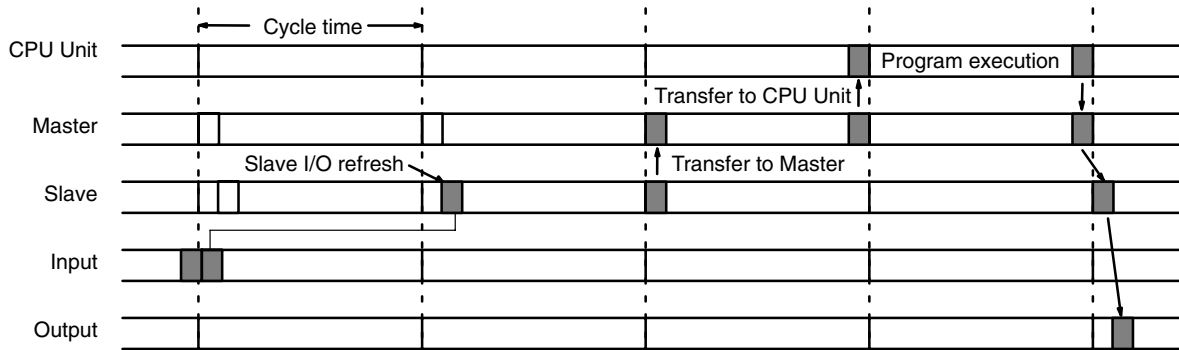 Cycle time
CPU Unit
Program execution
Transfer to CPU Unit
Master
Slave I/O refresh
Transfer to Master
Slave
Input
Output